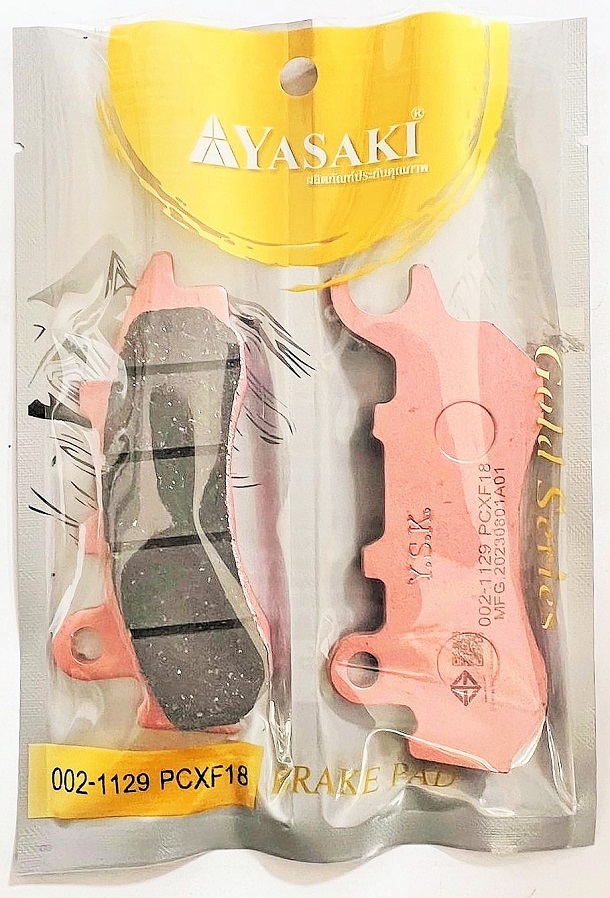 YASAKI®
ผลิตภัณฑ์ประกันคุณภาพ
Gold Series
Y.S.K.
002-1129 PCXF18
MFG 20230801A01
002-1129 PCXF18
BRAKE PAD